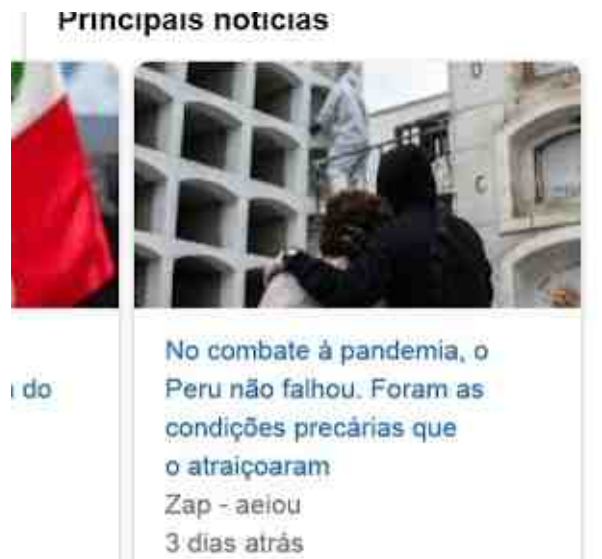 Principais notícias
do
No combate à pandemia, o
Peru não falhou. Foram as
condições precárias que
o atraiçoaram
Zap - aeiou
3 dias atrás